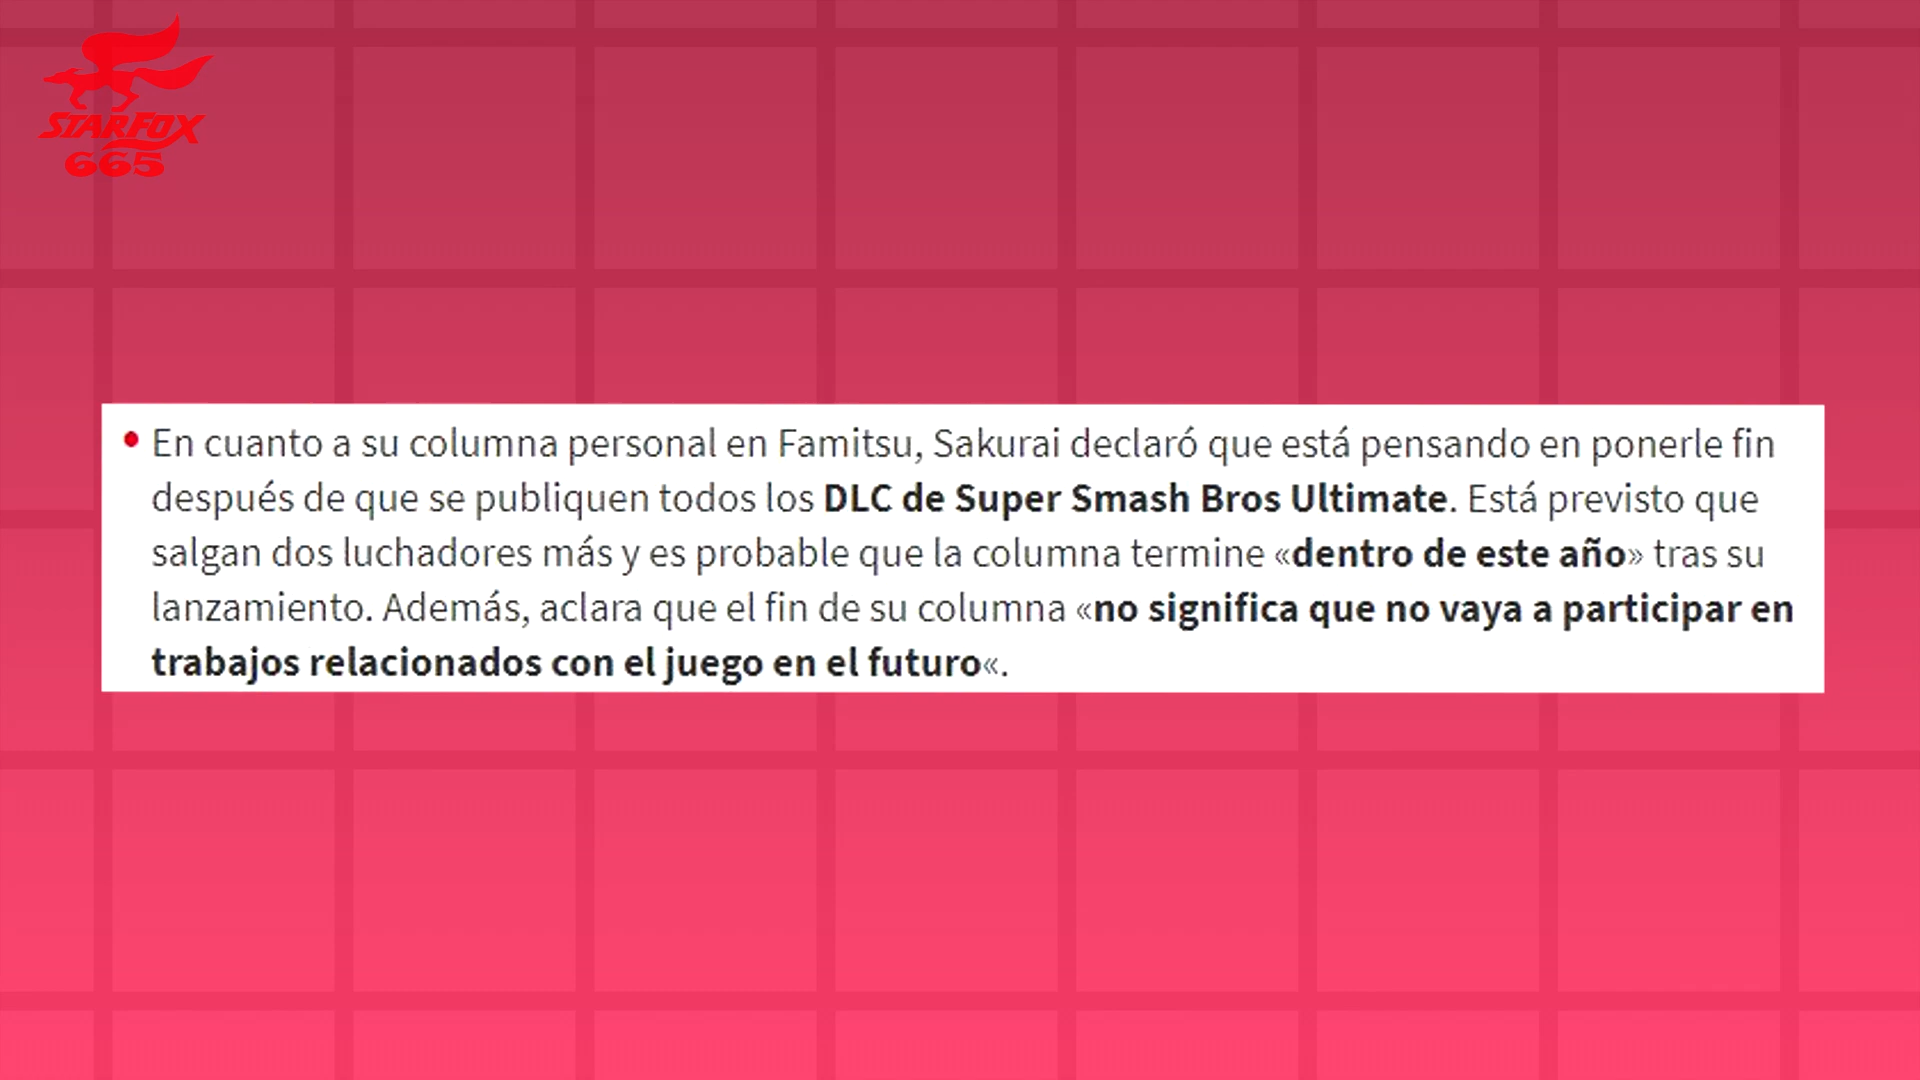 STARFOX
665
• En cuanto a su columna personal en Famitsu, Sakurai declaró que está pensando en ponerle fin
después de que se publiquen todos los DLC de Super Smash Bros Ultimate. Está previsto que
salgan dos luchadores más y es probable que la columna termine «dentro de este año» tras su
lanzamiento. Además, aclara que el fin de su columna «no significa que no vaya a participar en
trabajos relacionados con el juego en el futuro«.